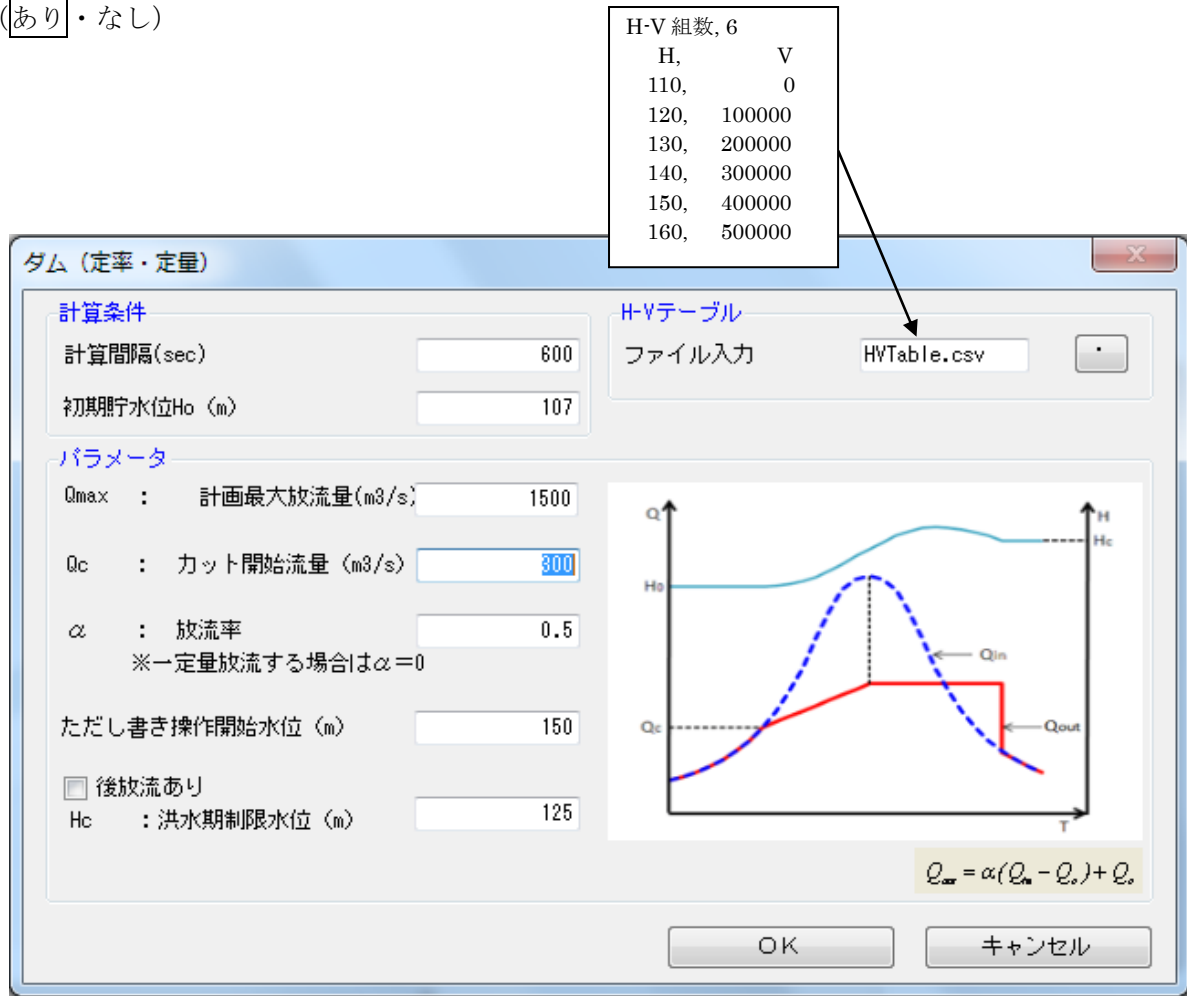 (あり・なし)
H-V 組数, 6
H, V
110, 0
120, 100000
130, 200000
140, 300000
150, 400000
160, 500000
ダム（定率・定量）
計算条件
計算間隔(sec) 600
初期貯水位Ho（m） 107
H-Vテーブル
ファイル入力 HVTable.csv
パラメータ
Qmax : 計画最大放流量(m3/s) 1500
Qc : カット開始流量（m3/s） 300
α : 放流率 0.5
※一定量放流する場合はα＝0
ただし書き操作開始水位（m） 150
後放流あり
Hc : 洪水期制限水位（m） 125
Q
H
Hc
Ho
Qin
Qc
Qout
T
Qout = α(Qin - Qc) + Qc
OK
キャンセル